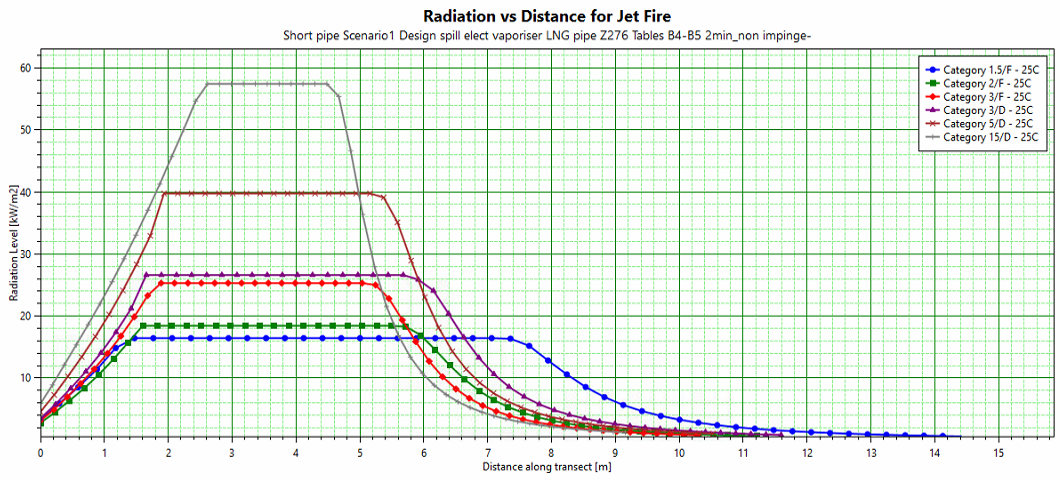 Radiation vs Distance for Jet Fire
Short pipe Scenario1 Design spill elect vaporiser LNG pipe Z276 Tables B4-B5 2min_non impinge-
Radiation Level [kW/m2]
60
50
40
30
20
10
Category 1.5/F - 25C
Category 2/F - 25C
Category 3/F - 25C
Category 3/D - 25C
Category 5/D - 25C
Category 15/D - 25C
0 1 2 3 4 5 6 7 8 9 10 11 12 13 14 15
Distance along transect [m]